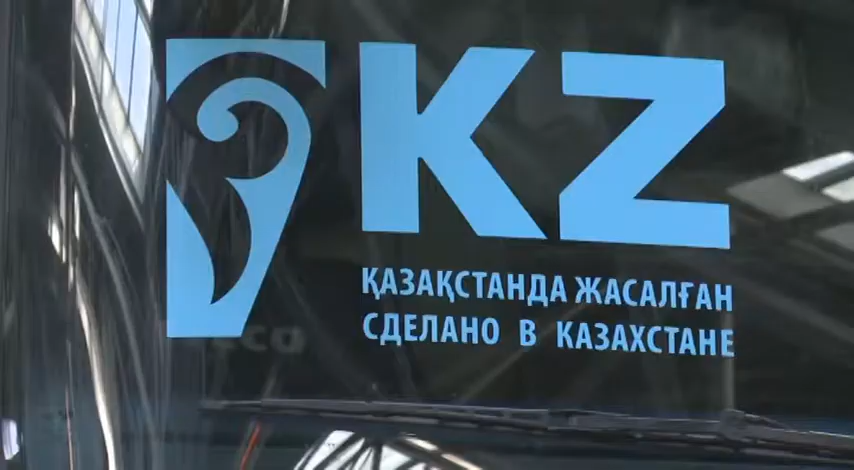 KZ
ҚАЗАҚСТАНДА ЖАСАЛҒАН
СДЕЛАНО В КАЗАХСТАНЕ